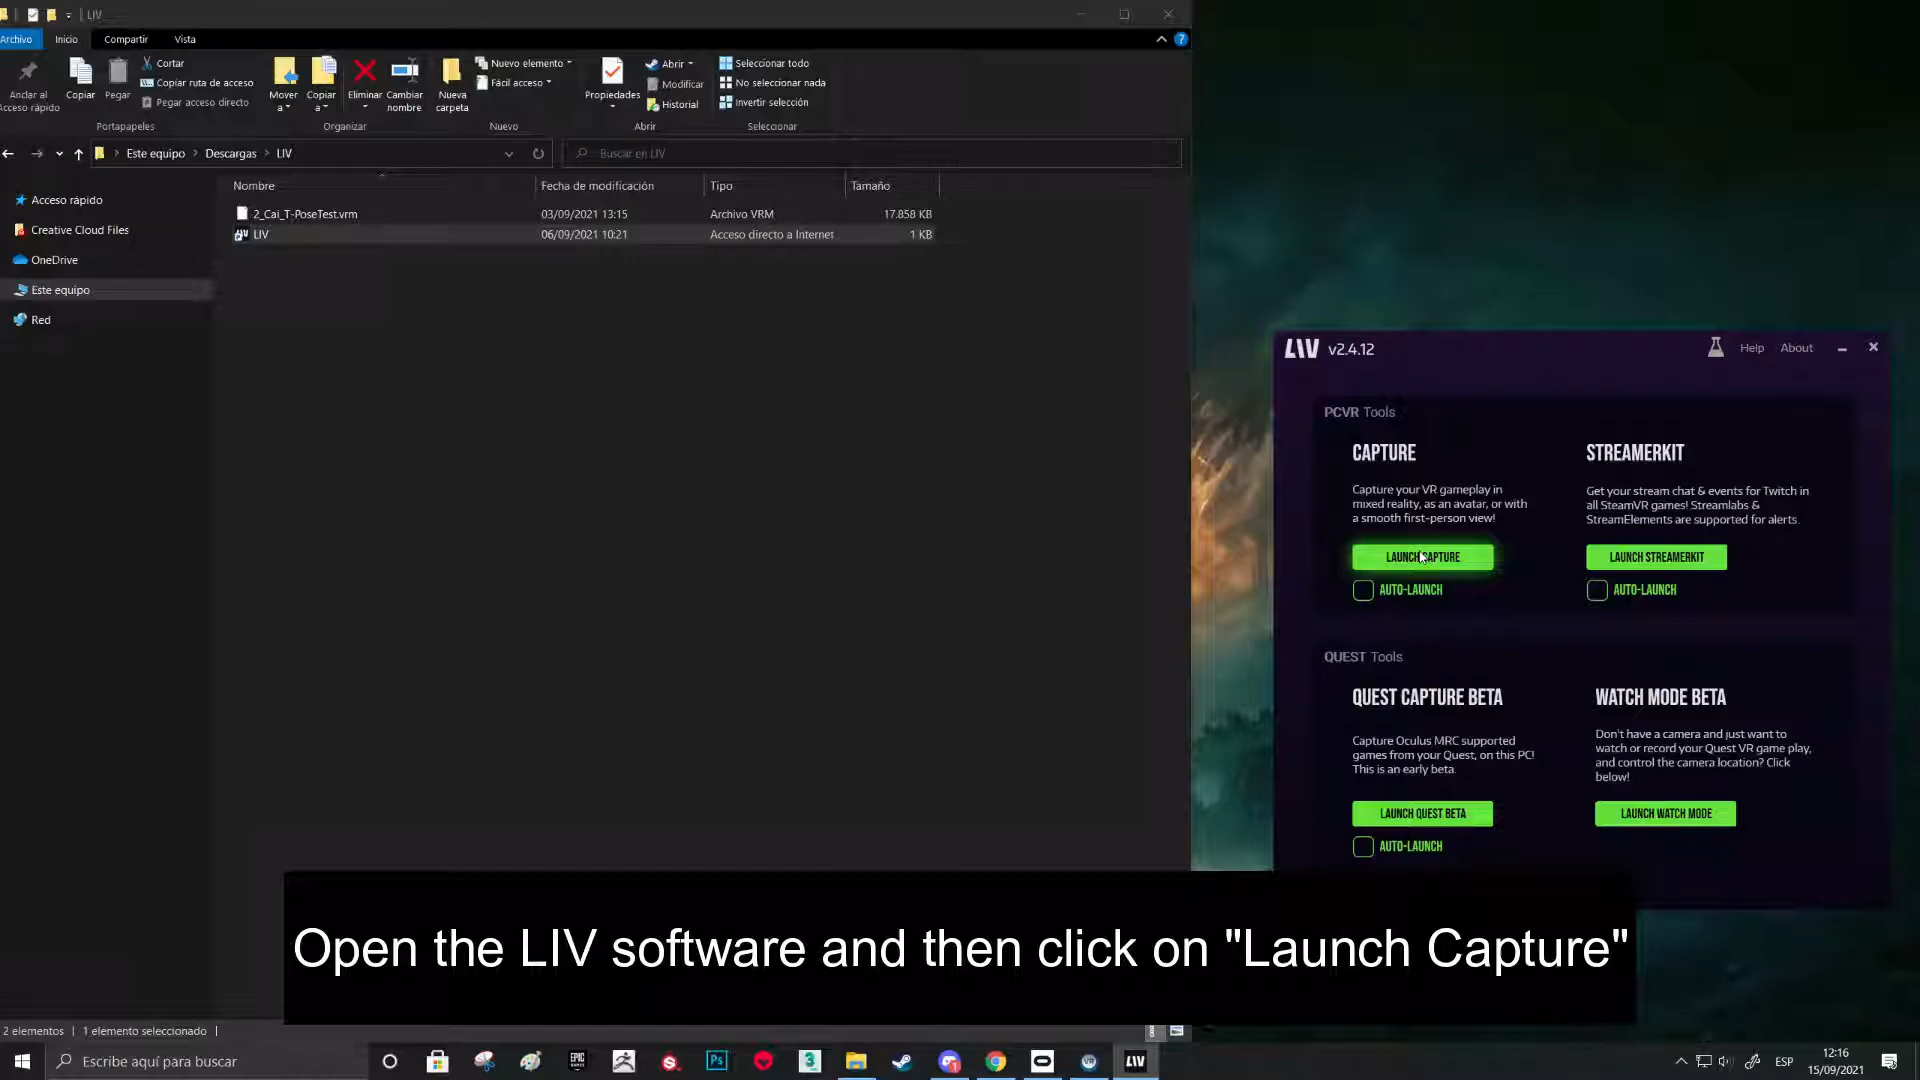 LIV
Archivo Inicio Compartir Vista
Anclar al
Acceso rápido
Copiar
Pegar
Cortar
Copiar ruta de acceso
Pegar acceso directo
Portapapeles
Mover
a
Copiar
a
Eliminar
Cambiar
nombre
Organizar
Nueva
carpeta
Nuevo elemento
Fácil acceso
Nuevo
Propiedades
Abrir
Modificar
Historial
Abrir
Seleccionar todo
No seleccionar nada
Invertir selección
Seleccionar
Este equipo > Descargas > LIV
Buscar en LIV
Nombre Fecha de modificación Tipo Tamaño
2_Cai_T-PoseTest.vrm 03/09/2021 13:15 Archivo VRM 17.858 KB
LIV 06/09/2021 10:21 Acceso directo a Internet 1 KB
Acceso rápido
Creative Cloud Files
OneDrive
Este equipo
Red
LIV v2.4.12 Help About
PCVR Tools
CAPTURE
Capture your VR gameplay in
mixed reality, as an avatar, or with
a smooth first-person view!
LAUNCH CAPTURE
AUTO-LAUNCH
STREAMERKIT
Get your stream chat & events for Twitch in
all SteamVR games! Streamlabs &
StreamElements are supported for alerts.
LAUNCH STREAMERKIT
AUTO-LAUNCH
QUEST Tools
QUEST CAPTURE BETA
Capture Oculus MRC supported
games from your Quest, on this PC!
This is an early beta.
LAUNCH QUEST BETA
AUTO-LAUNCH
WATCH MODE BETA
Don't have a camera and just want to
watch or record your Quest VR game play,
and control the camera location? Click
below!
LAUNCH WATCH MODE
Open the LIV software and then click on "Launch Capture"
2 elementos | 1 elemento seleccionado |
Escribe aquí para buscar
EPIC
GAMES
Ps
3
VR
LIV
ESP
12:16
15/09/2021